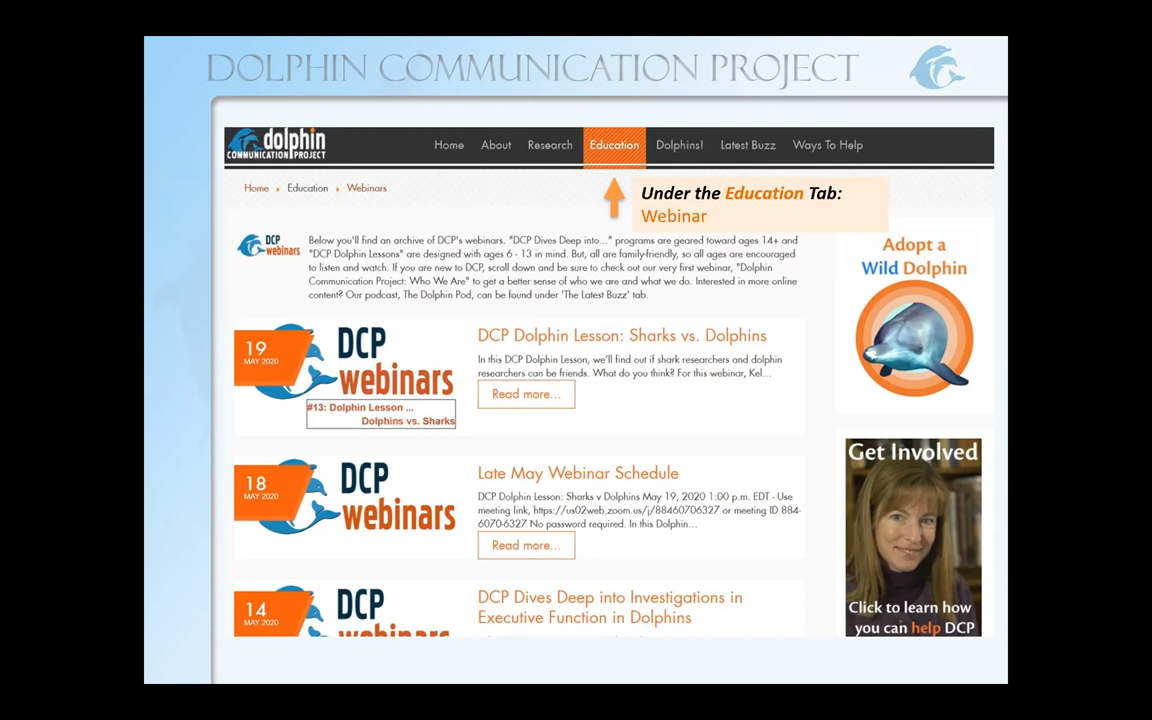 DOLPHIN COMMUNICATION PROJECT
dolphin
COMMUNICATION PROJECT
Home About Research Education Dolphins! Latest Buzz Ways To Help
Home Education Webinars
Under the Education Tab:
Webinar
DCP
webinars
Below you'll find an archive of DCP's webinars. "DCP Dives Deep into..." programs are geared toward ages 14+ and
"DCP Dolphin Lessons" are designed with ages 6 - 13 in mind. But, all are family-friendly, so all ages are encouraged
to listen and watch. If you are new to DCP, scroll down and be sure to check out our very first webinar, "Dolphin
Communication Project: Who We Are" to get a better sense of who we are and what we do. Interested in more online
content? Our podcast, The Dolphin Pod, can be found under 'The Latest Buzz' tab.
19
MAY 2020
DCP
webinars
#13: Dolphin Lesson ...
Dolphins vs. Sharks
DCP Dolphin Lesson: Sharks vs. Dolphins
In this DCP Dolphin Lesson, we'll find out if shark researchers and dolphin
researchers can be friends. What do you think? For this webinar, Kel...
Read more...
18
MAY 2020
DCP
webinars
Late May Webinar Schedule
DCP Dolphin Lesson: Sharks v Dolphins May 19, 2020 1:00 p.m. EDT - Use
meeting link, https://us02web.zoom.us/j/88460706327 or meeting ID 884-
6070-6327 No password required. In this Dolphin...
Read more...
14
MAY 2020
DCP
webinars
DCP Dives Deep into Investigations in
Executive Function in Dolphins
Adopt a
Wild Dolphin
Get Involved
Click to learn how
you can help DCP